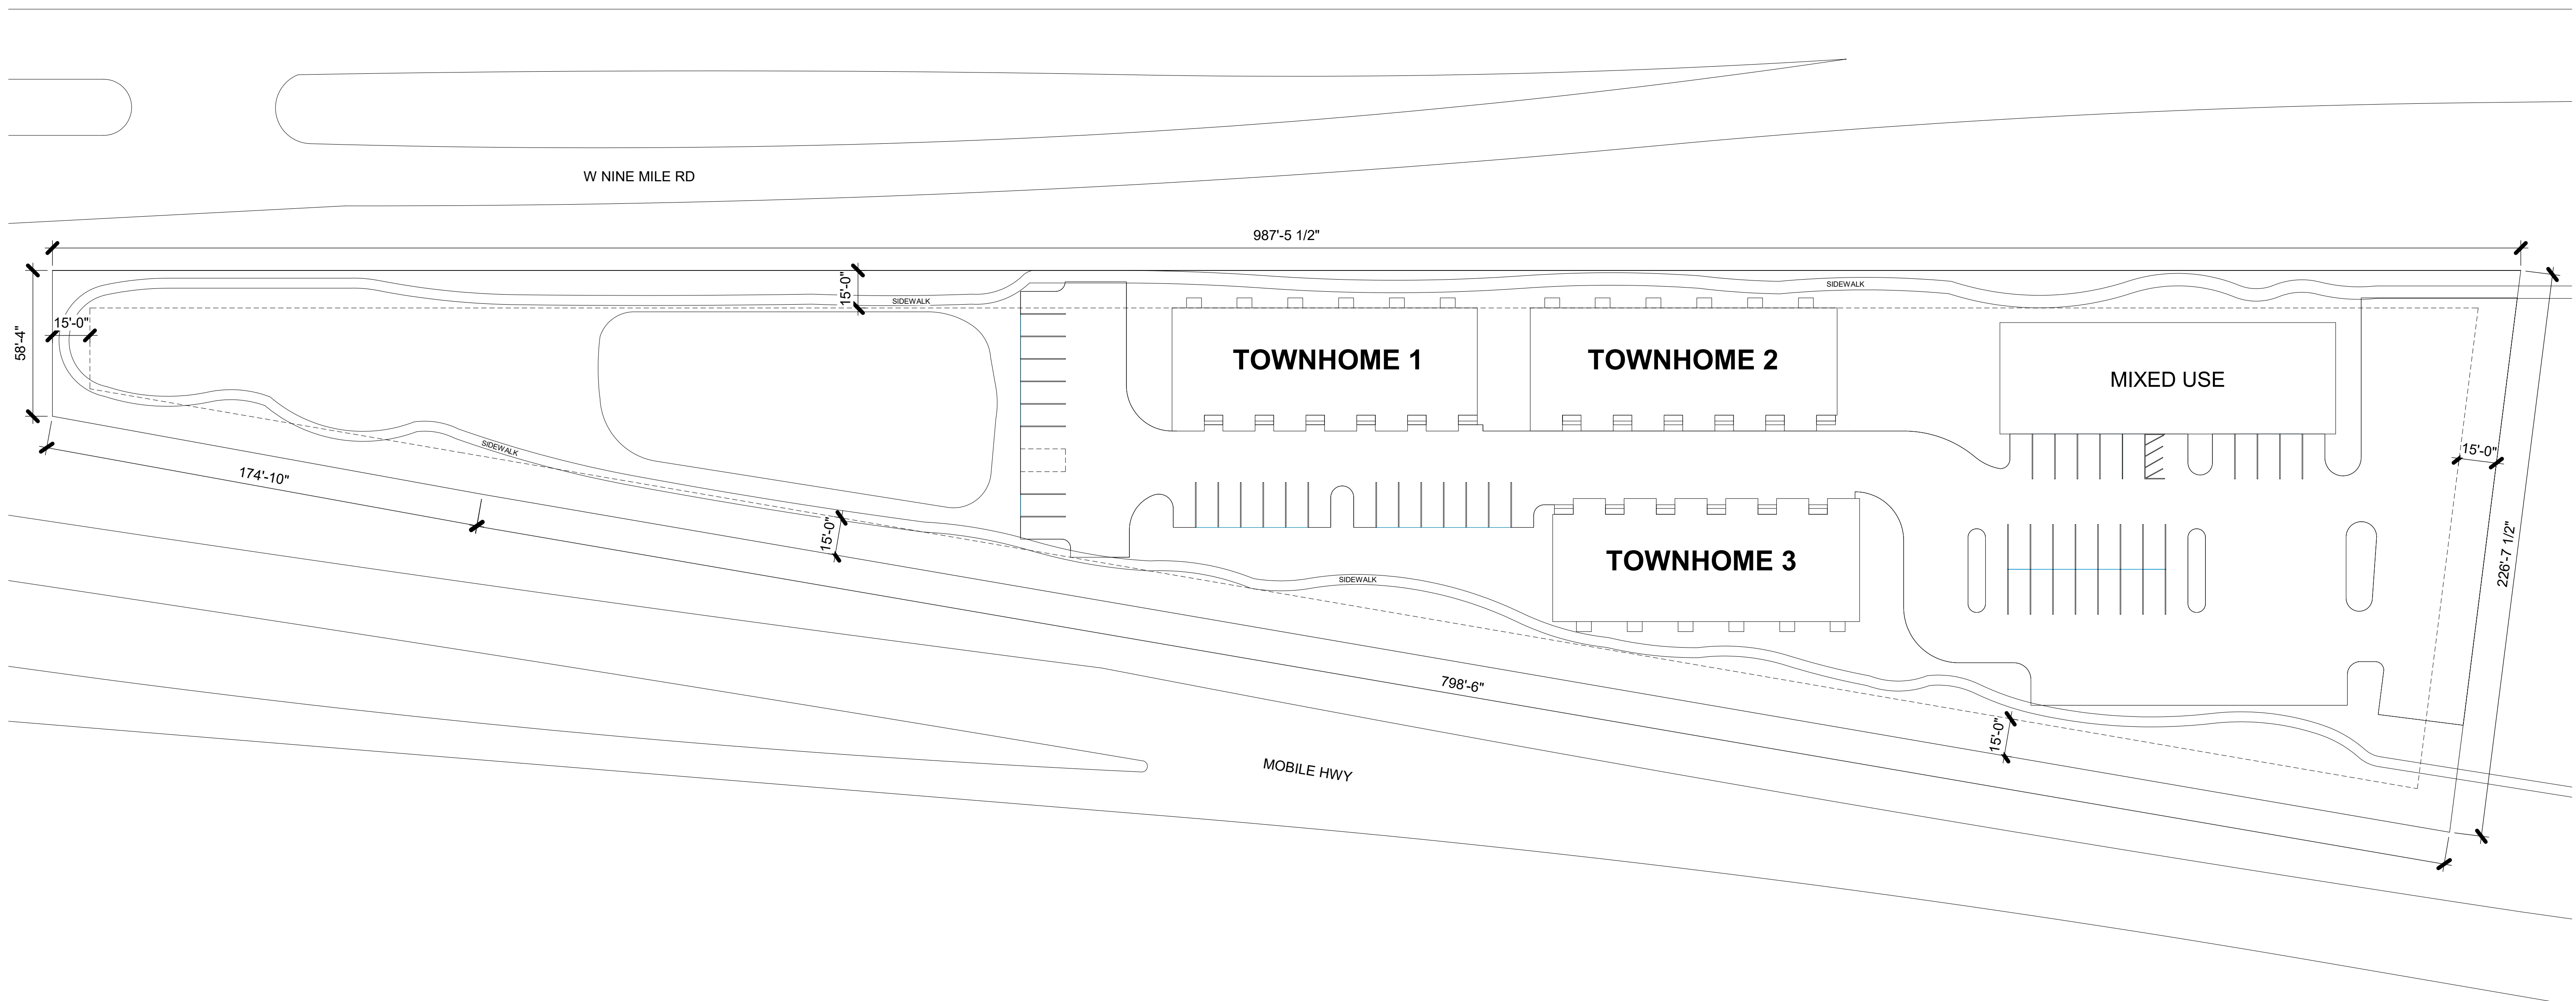 W NINE MILE RD
987'-5 1/2"
15'-0"
SIDEWALK
SIDEWALK
15'-0"
58'-4"
TOWNHOME 1
TOWNHOME 2
MIXED USE
SIDEWALK
15'-0"
174'-10"
15'-0"
TOWNHOME 3
226'-7 1/2"
SIDEWALK
798'-6"
15'-0"
MOBILE HWY